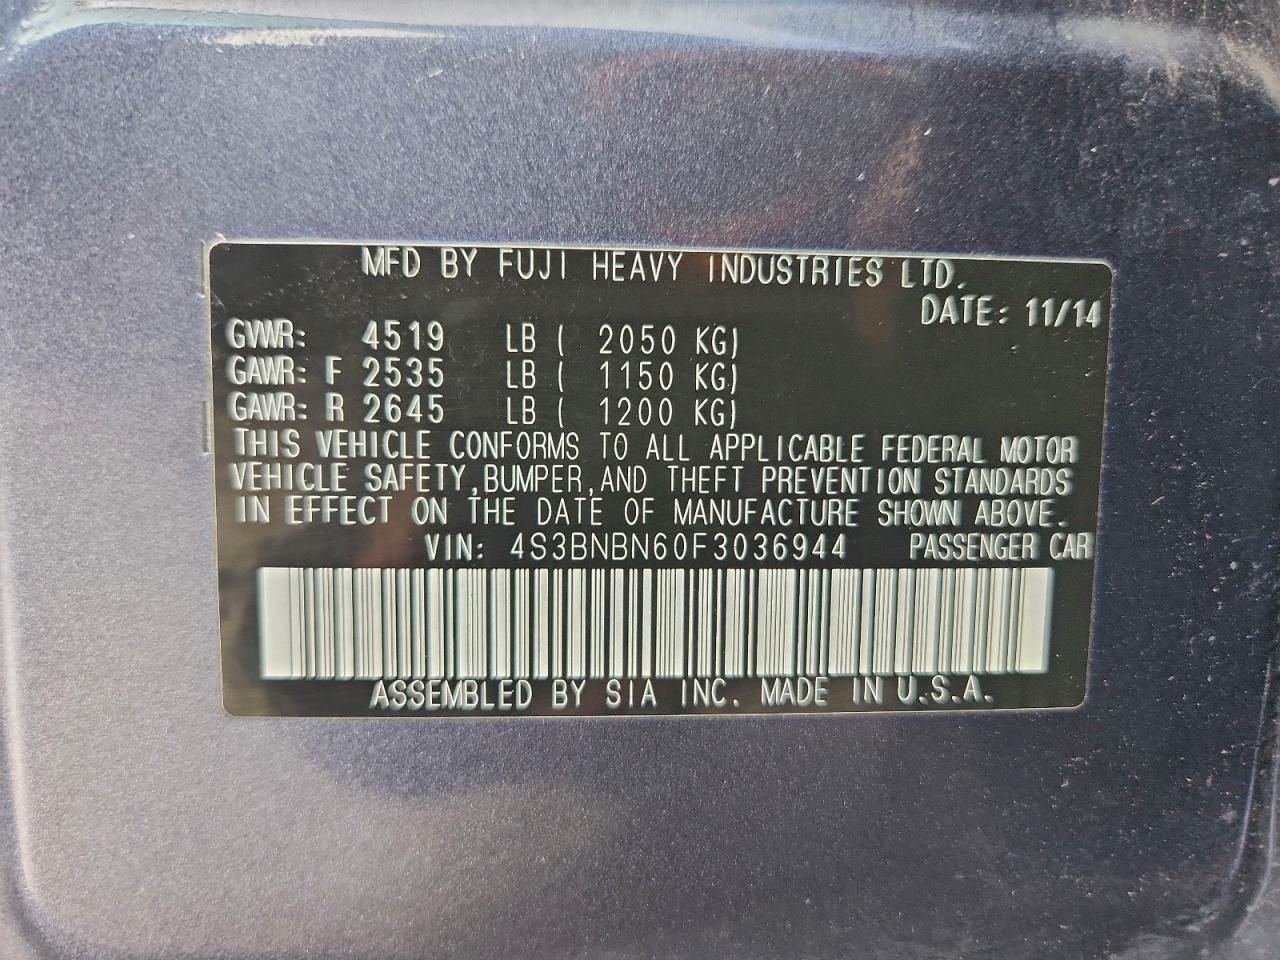 MFD BY FUJI HEAVY INDUSTRIES LTD.
DATE: 11/14
GVWR: 4519 LB ( 2050 KG)
GAWR: F 2535 LB ( 1150 KG)
GAWR: R 2645 LB ( 1200 KG)
THIS VEHICLE CONFORMS TO ALL APPLICABLE FEDERAL MOTOR
VEHICLE SAFETY,BUMPER,AND THEFT PREVENTION STANDARDS
IN EFFECT ON THE DATE OF MANUFACTURE SHOWN ABOVE.
VIN: 4S3BNBN60F3036944 PASSENGER CAR
ASSEMBLED BY SIA INC. MADE IN U.S.A.